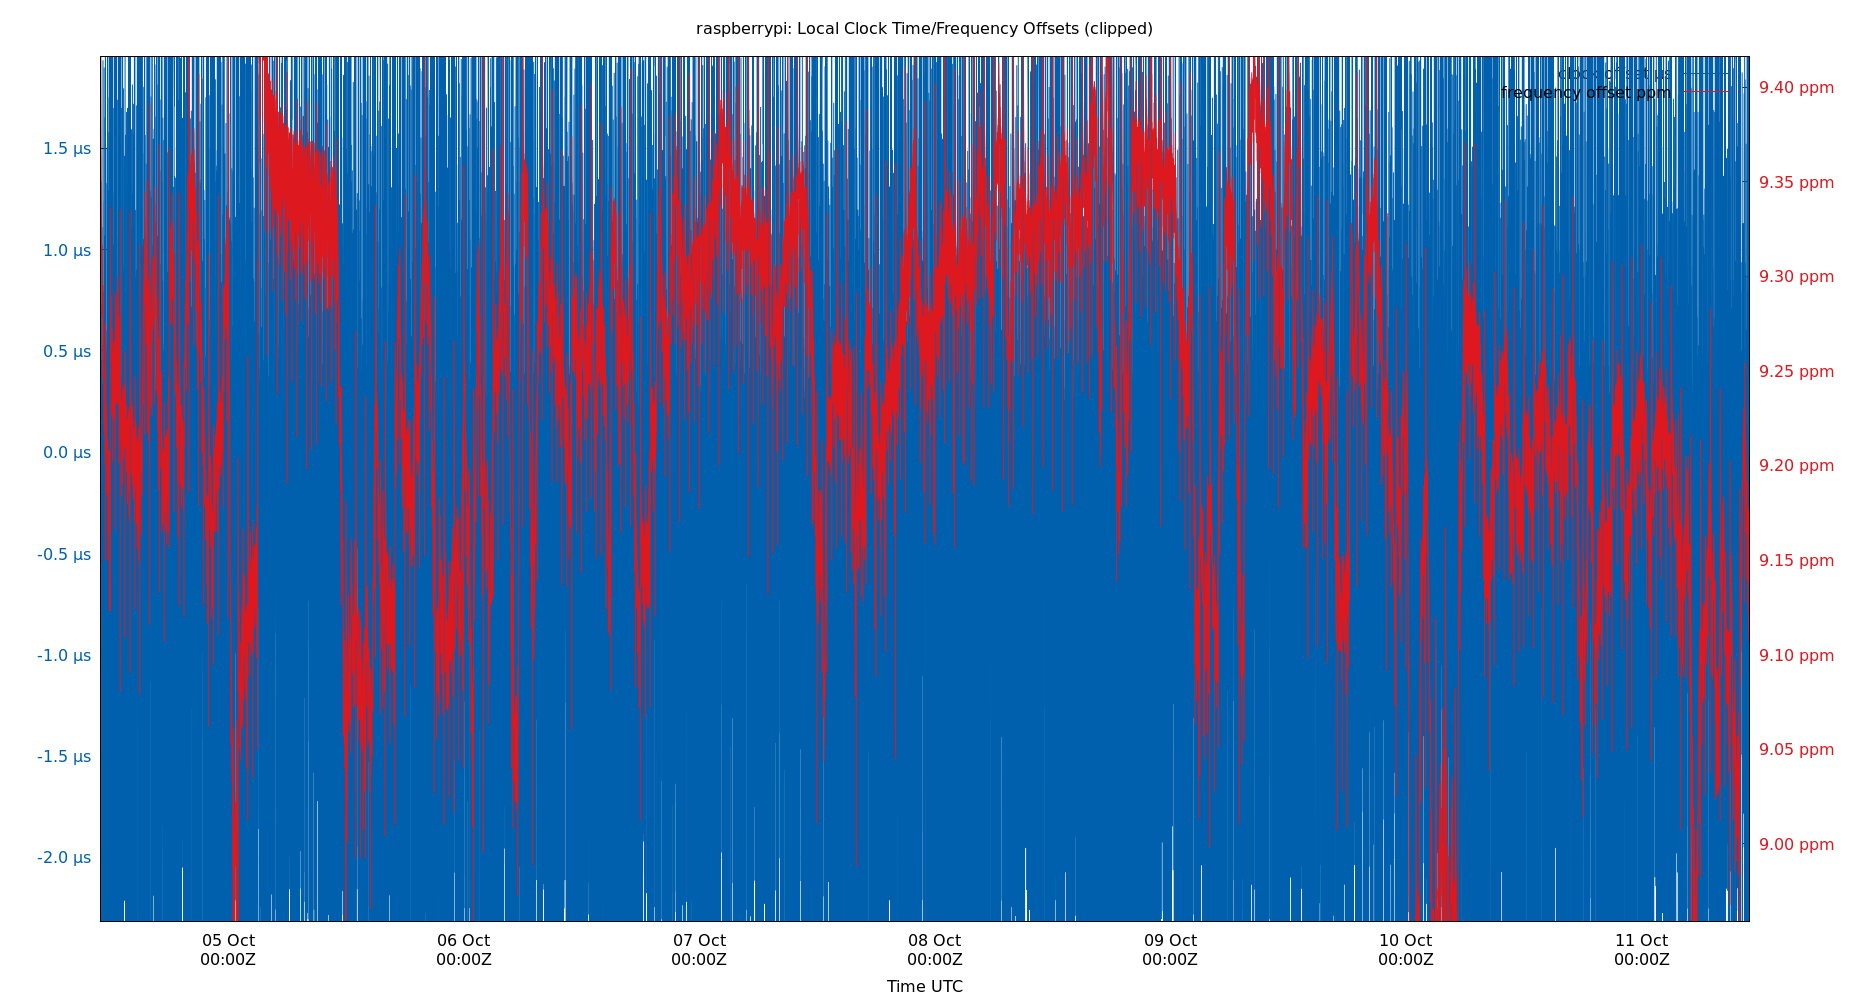 raspberrypi: Local Clock Time/Frequency Offsets (clipped)
clock offset µs
frequency offset ppm
1.5 µs
1.0 µs
0.5 µs
0.0 µs
-0.5 µs
-1.0 µs
-1.5 µs
-2.0 µs
9.40 ppm
9.35 ppm
9.30 ppm
9.25 ppm
9.20 ppm
9.15 ppm
9.10 ppm
9.05 ppm
9.00 ppm
05 Oct 06 Oct 07 Oct 08 Oct 09 Oct 10 Oct 11 Oct
00:00Z 00:00Z 00:00Z 00:00Z 00:00Z 00:00Z 00:00Z
Time UTC